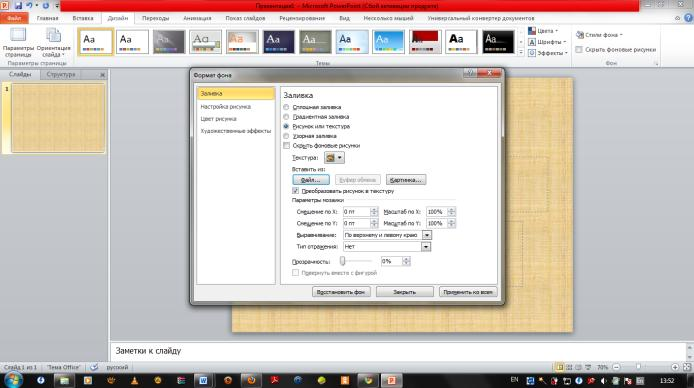 Презентация2 - Microsoft PowerPoint (Сбой активации продукта)
Файл Главная Вставка Дизайн Переходы Анимация Показ слайдов Рецензирование Вид Несколько мышей Универсальный конвертер документов
Параметры страницы Ориентация слайда
Aa Aa Aa Aa Aa Aa Aa Aa Aa Aa Aa
Цвета
Шрифты
Эффекты
Стили фона
Скрыть фоновые рисунки
Параметры страницы Темы Фон
Слайды Структура
1
Формат фона
Заливка
Настройка рисунка
Цвет рисунка
Художественные эффекты
Заливка
Сплошная заливка
Градиентная заливка
Рисунок или текстура
Узорная заливка
Скрыть фоновые рисунки
Текстура:
Вставить из:
Файл... Буфер обмена Картинка...
Преобразовать рисунок в текстуру
Параметры мозаики
Смещение по X: 0 пт Масштаб по X: 100%
Смещение по Y: 0 пт Масштаб по Y: 100%
Выравнивание: По верхнему и левому краю
Тип отражения: Нет
Прозрачность: 0%
Повернуть вместе с фигурой
Восстановить фон Закрыть Применить ко всем
Заметки к слайду
Слайд 1 из 1 "Тема Office" русский 70%
EN 13:52